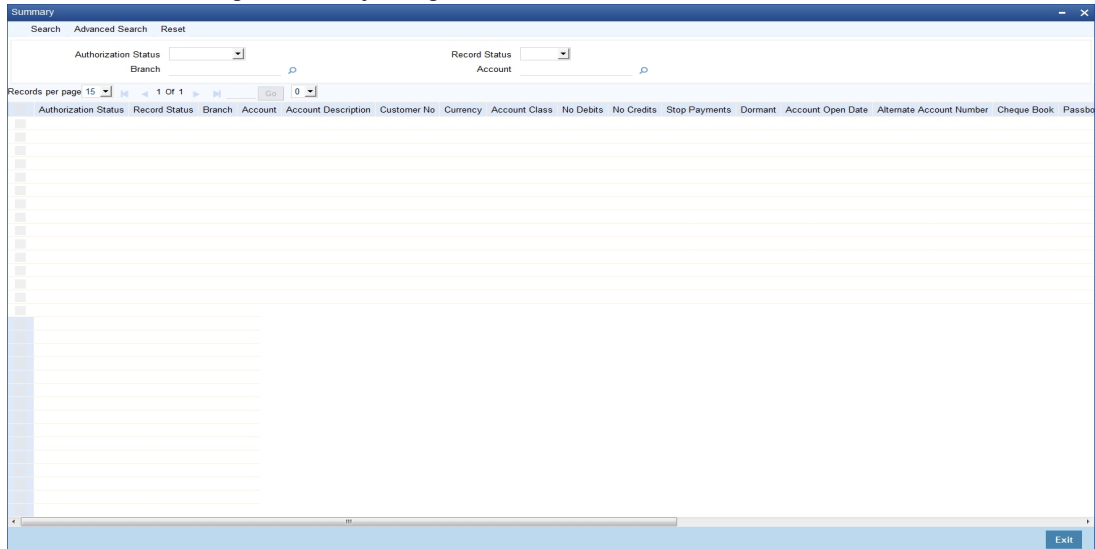 Summary
Search Advanced Search Reset
Authorization Status Record Status
Branch Account
Records per page 15 1 Of 1 Go 0
Authorization Status Record Status Branch Account Account Description Customer No Currency Account Class No Debits No Credits Stop Payments Dormant Account Open Date Alternate Account Number Cheque Book Passbo
Exit